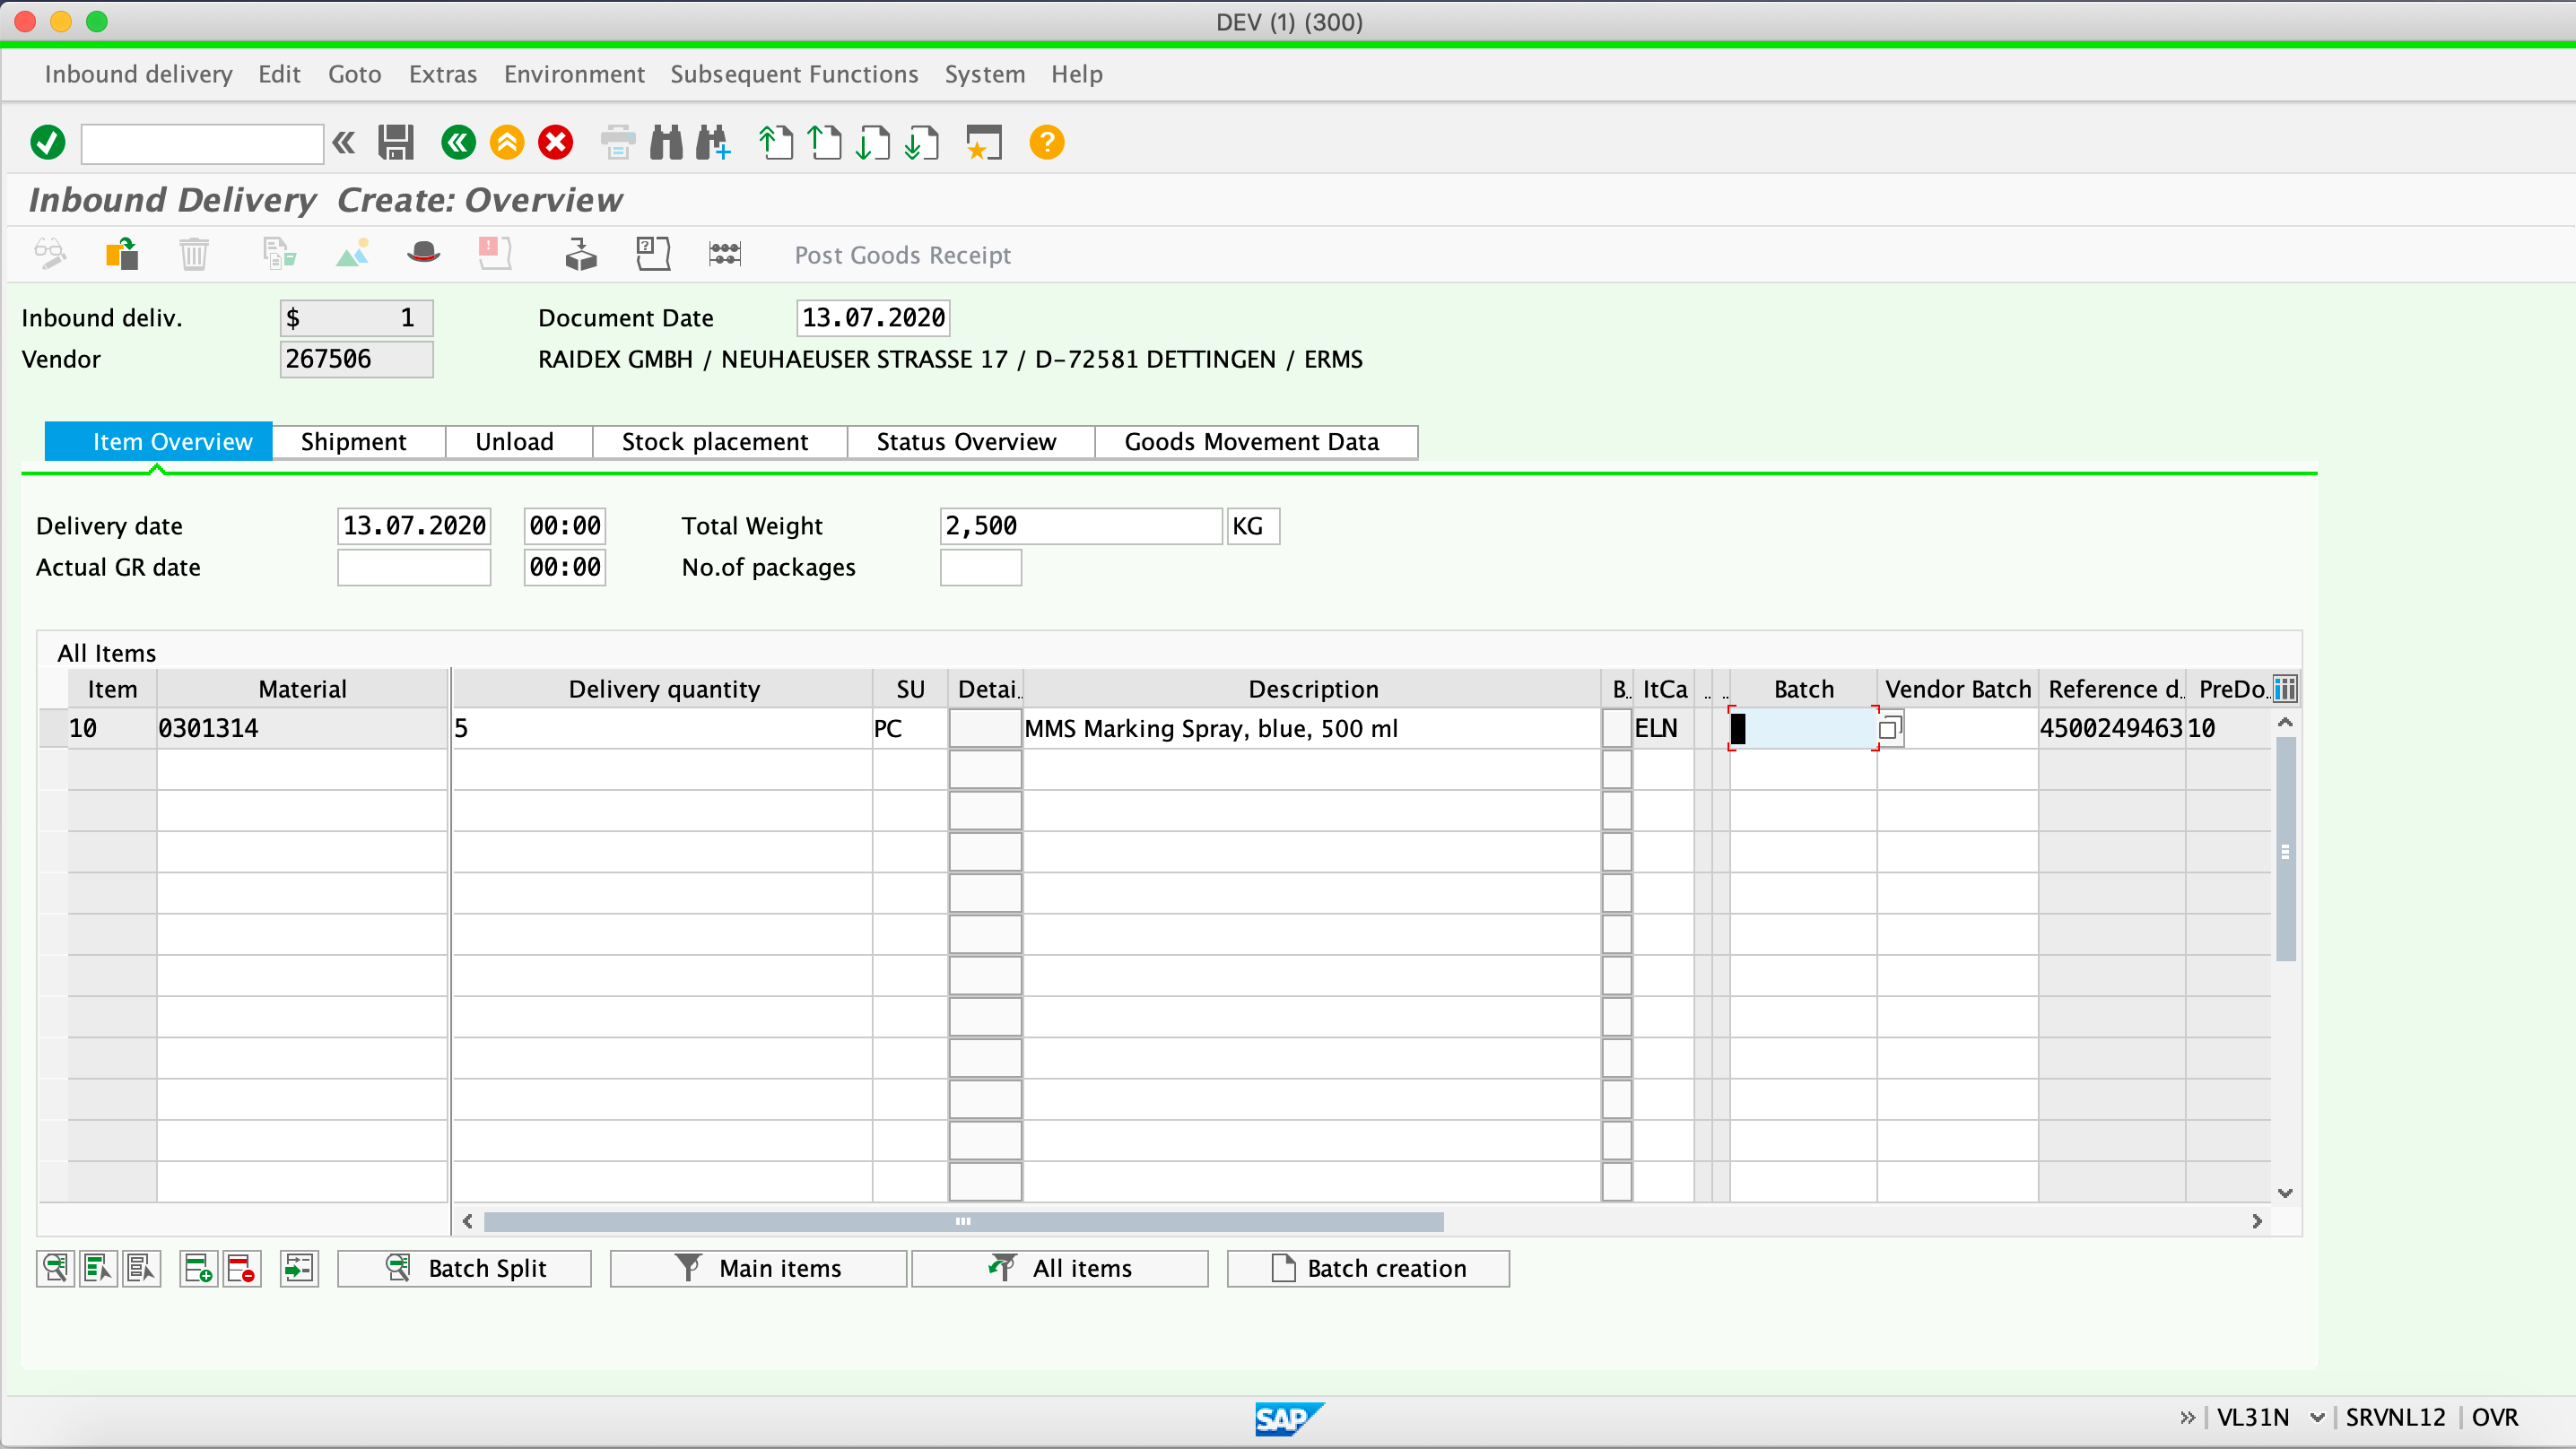 DEV (1) (300)
Inbound delivery Edit Goto Extras Environment Subsequent Functions System Help
Inbound Delivery Create: Overview
Post Goods Receipt
Inbound deliv. $ 1 Document Date 13.07.2020
Vendor 267506 RAIDEX GMBH / NEUHAEUSER STRASSE 17 / D-72581 DETTINGEN / ERMS
Item Overview Shipment Unload Stock placement Status Overview Goods Movement Data
Delivery date 13.07.2020 00:00 Total Weight 2,500 KG
Actual GR date 00:00 No.of packages
All Items
Item Material Delivery quantity SU Detai.. Description B.. ItCa .. .. Batch Vendor Batch Reference d.. PreDo..
10 0301314 5 PC MMS Marking Spray, blue, 500 ml ELN 4500249463 10
Batch Split Main items All items Batch creation
SAP VL31N SRVNL12 OVR